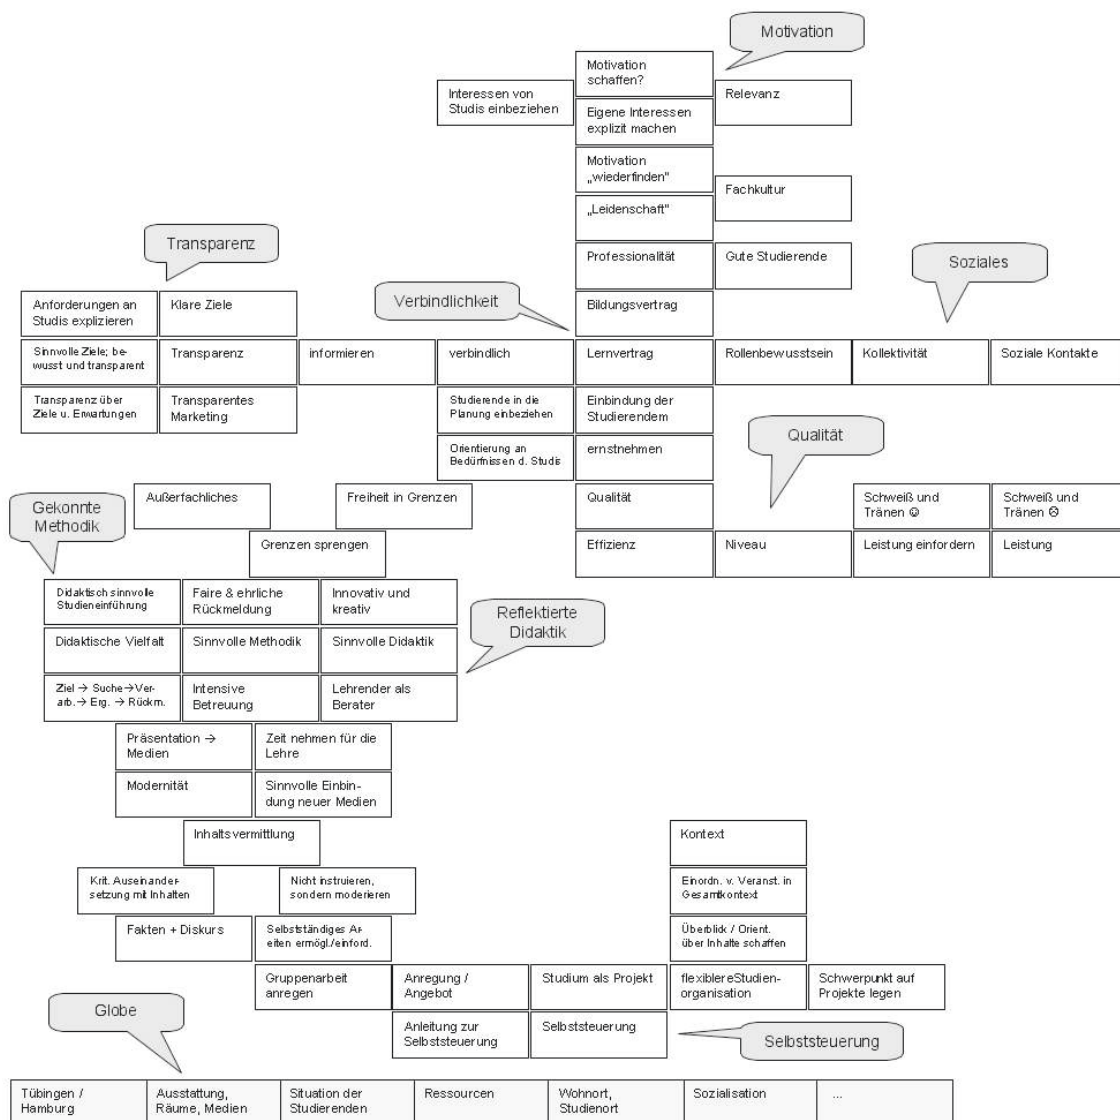 Motivation
Motivation
schaffen?
Interessen von
Studis einbeziehen
Relevanz
Eigene Interessen
explizit machen
Motivation
„wiederfinden"
Fachkultur
„Leidenschaft"
Transparenz
Professionalität
Gute Studierende
Soziales
Verbindlichkeit
Anforderungen an
Studis explizieren
Klare Ziele
Bildungsvertrag
Sinnvolle Ziele; be-
wusst und transparent
Transparenz
informieren
verbindlich
Lernvertrag
Rollenbewusstsein
Kollektivität
Soziale Kontakte
Transparenz über
Ziele u. Erwartungen
Transparentes
Marketing
Studierende in die
Planung einbeziehen
Einbindung der
Studierendem
Qualität
Orientierung an
Bedürfnissen d. Studis
ernstnehmen
Gekonnte
Methodik
Außerfachliches
Freiheit in Grenzen
Qualität
Schweiß und
Tränen ☺
Schweiß und
Tränen ☹
Grenzen sprengen
Effizienz
Niveau
Leistung einfordern
Leistung
Didaktisch sinnvolle
Studieneinführung
Faire & ehrliche
Rückmeldung
Innovativ und
kreativ
Reflektierte
Didaktik
Didaktische Vielfalt
Sinnvolle Methodik
Sinnvolle Didaktik
Ziel → Suche→Ver-
arb.→ Erg. → Rückm.
Intensive
Betreuung
Lehrender als
Berater
Präsentation →
Medien
Zeit nehmen für die
Lehre
Modernität
Sinnvolle Einbin-
dung neuer Medien
Inhaltsvermittlung
Kontext
Krit. Auseinander-
setzung mit Inhalten
Nicht instruieren,
sondern moderieren
Einordn. v. Veranst. in
Gesamtkontext
Fakten + Diskurs
Selbstständiges Ar-
eiten ermögl./einford.
Überblick / Orient.
über Inhalte schaffen
Gruppenarbeit
anregen
Anregung /
Angebot
Studium als Projekt
flexiblereStudien-
organisation
Schwerpunkt auf
Projekte legen
Globe
Anleitung zur
Selbststeuerung
Selbststeuerung
Selbststeuerung
Tübingen /
Hamburg
Ausstattung,
Räume, Medien
Situation der
Studierenden
Ressourcen
Wohnort,
Studienort
Sozialisation
...